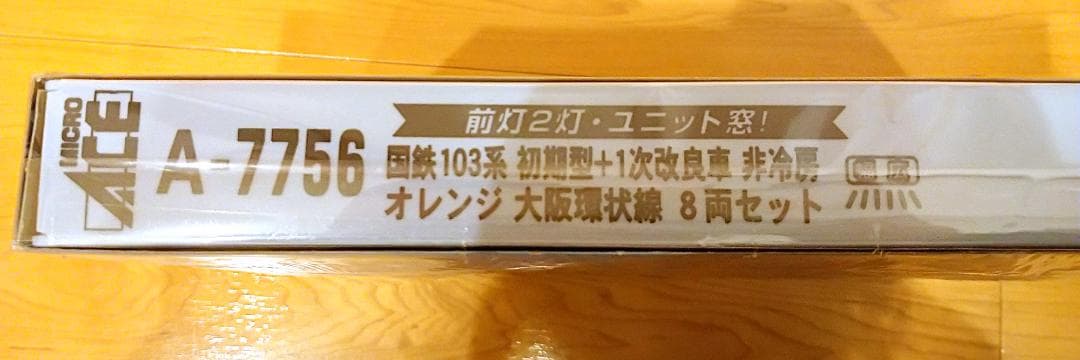 MICRO
ACE
A-7756
前灯2灯・ユニット窓!
国鉄103系 初期型+1次改良車 非冷房
オレンジ 大阪環状線 8両セット